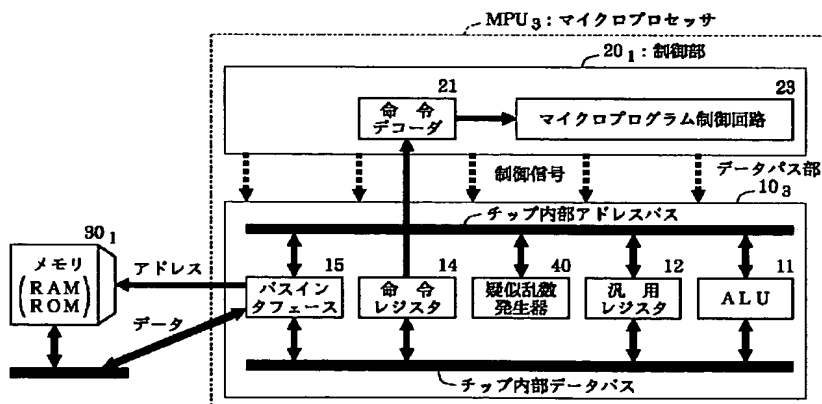 MPU₃：マイクロプロセッサ
20₁：制御部
21
23
命 令
デコーダ
マイクロプログラム制御回路
制御信号
データパス部
10₃
チップ内部アドレスバス
30₁
メモリ
(RAM
ROM)
アドレス
データ
15
バスイン
タフェース
14
命 令
レジスタ
40
疑似乱数
発生器
12
汎 用
レジスタ
11
ALU
チップ内部データバス